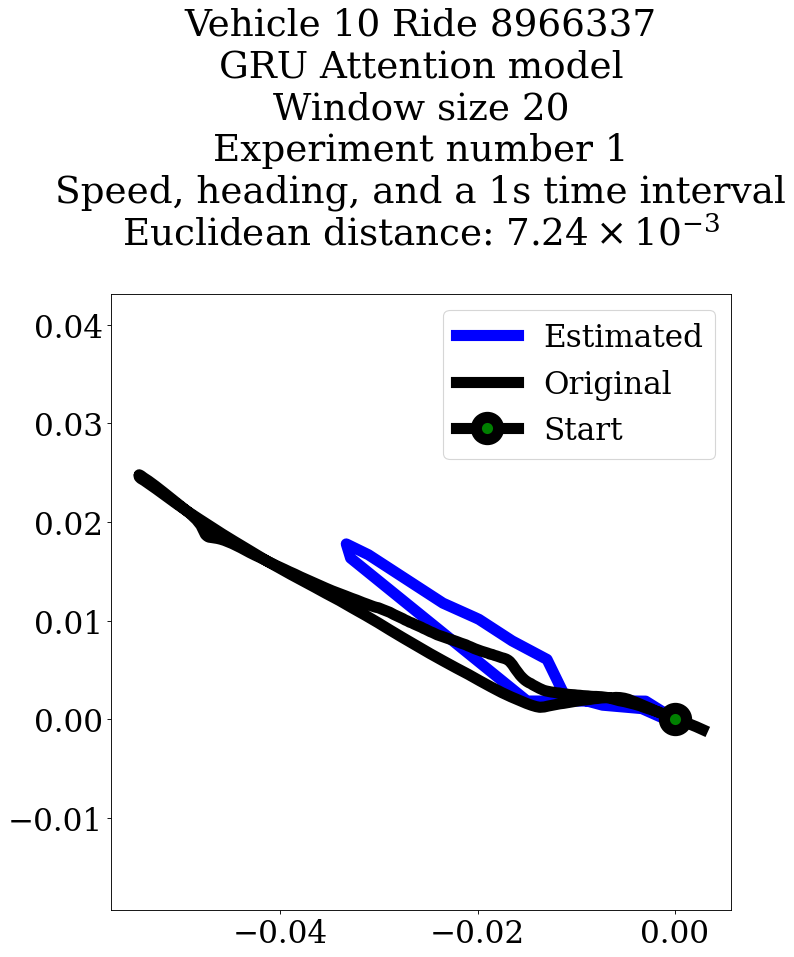 Vehicle 10 Ride 8966337
GRU Attention model
Window size 20
Experiment number 1
Speed, heading, and a 1s time interval
Euclidean distance: 7.24 × 10⁻³
Estimated
Original
Start
0.04
0.03
0.02
0.01
0.00
−0.01
−0.04
−0.02
0.00